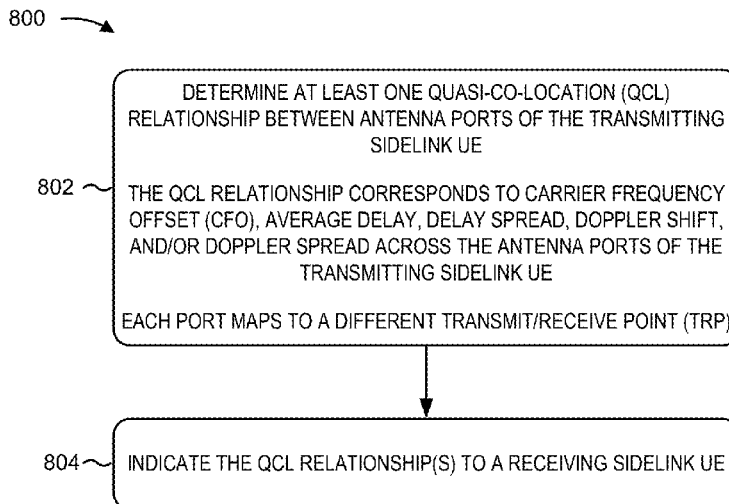 800
DETERMINE AT LEAST ONE QUASI-CO-LOCATION (QCL)
RELATIONSHIP BETWEEN ANTENNA PORTS OF THE TRANSMITTING
SIDELINK UE
802
THE QCL RELATIONSHIP CORRESPONDS TO CARRIER FREQUENCY
OFFSET (CFO), AVERAGE DELAY, DELAY SPREAD, DOPPLER SHIFT,
AND/OR DOPPLER SPREAD ACROSS THE ANTENNA PORTS OF THE
TRANSMITTING SIDELINK UE
EACH PORT MAPS TO A DIFFERENT TRANSMIT/RECEIVE POINT (TRP)
804
INDICATE THE QCL RELATIONSHIP(S) TO A RECEIVING SIDELINK UE